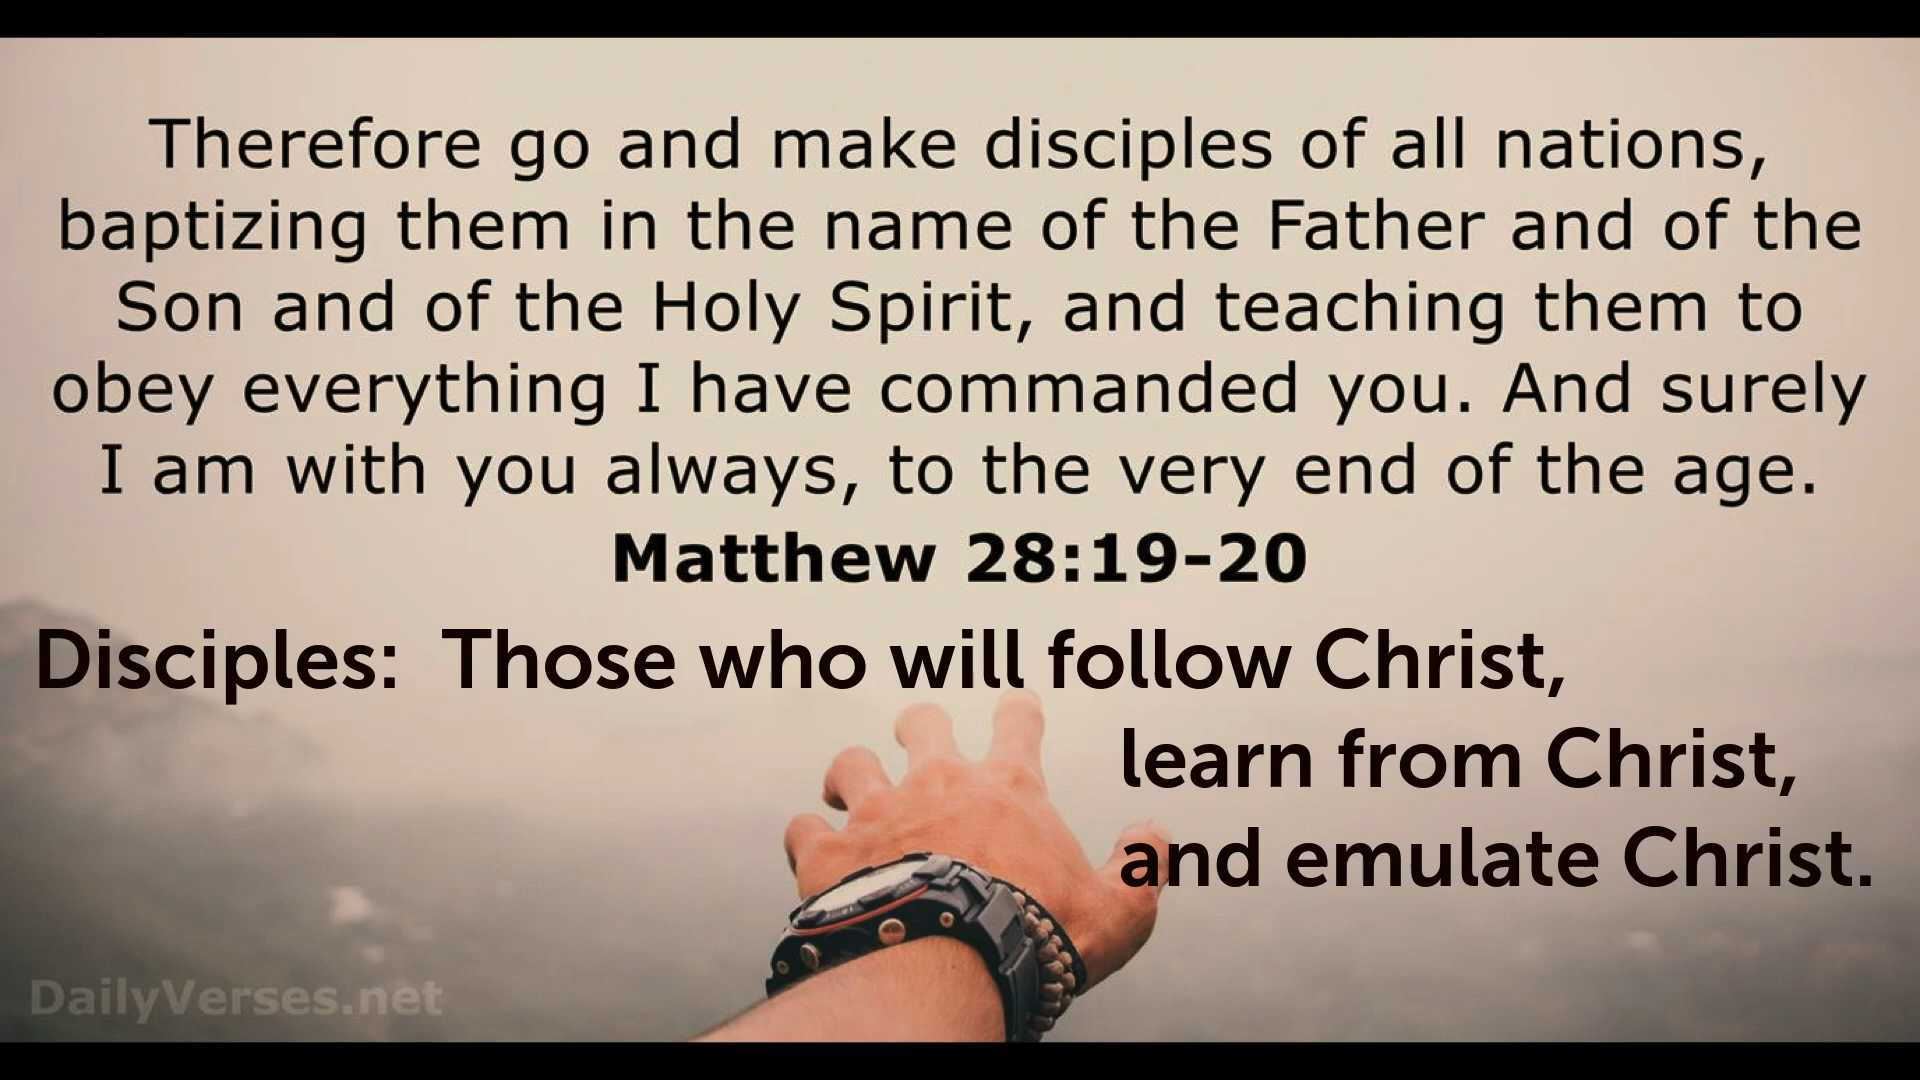 Therefore go and make disciples of all nations,
baptizing them in the name of the Father and of the
Son and of the Holy Spirit, and teaching them to
obey everything I have commanded you. And surely
I am with you always, to the very end of the age.
Matthew 28:19-20
Disciples:  Those who will follow Christ,
learn from Christ,
and emulate Christ.
DailyVerses.net